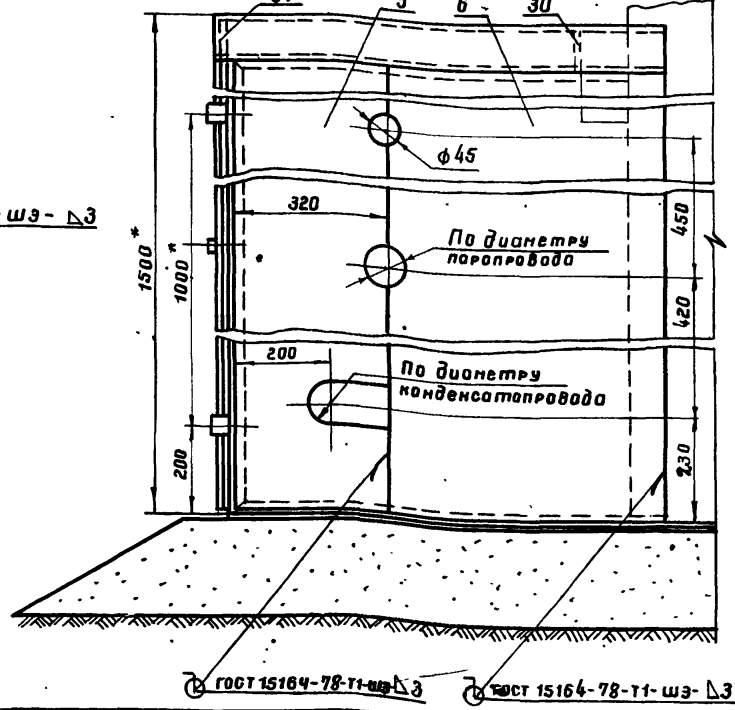 5 6 30
ф45
ШЭ- ⊿3
320
450
1500*
1000*
По диаметру
паропровода
420
200
По диаметру
конденсатопровода
200
230
ГОСТ 15164-78-Т1-ШЭ-⊿3
ГОСТ 15164-78-Т1-ШЭ-⊿3